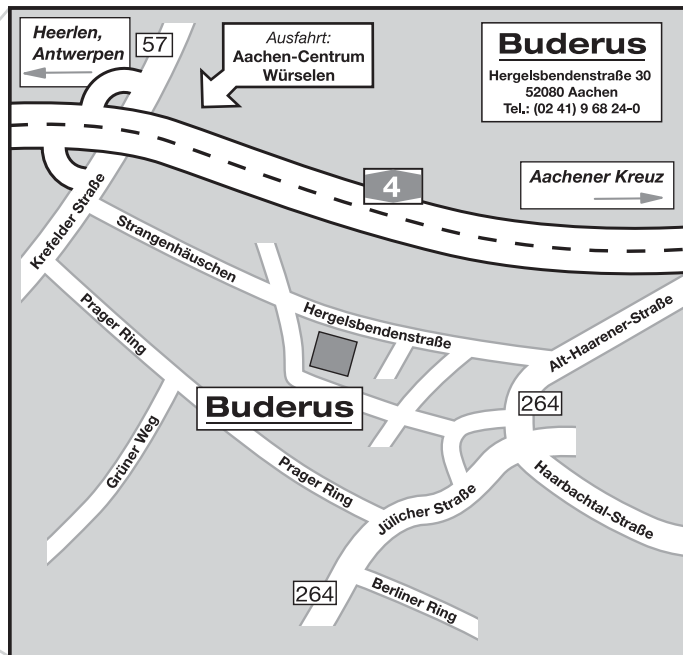 Heerlen,
Antwerpen
57
Ausfahrt:
Aachen-Centrum
Würselen
Buderus
Hergelsbendenstraße 30
52080 Aachen
Tel.: (02 41) 9 68 24-0
4
Aachener Kreuz
Krefelder Straße
Strangenhäuschen
Hergelsbendenstraße
Alt-Haarener-Straße
Prager Ring
Buderus
264
Grüner Weg
Prager Ring
Jülicher Straße
Haarbachtal-Straße
264
Berliner Ring